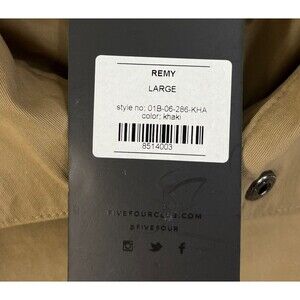 REMY
LARGE
style no: 01B-06-286-KHA
color: khaki
8514003
FIVEFOURCLUB.COM
@FIVEFOUR